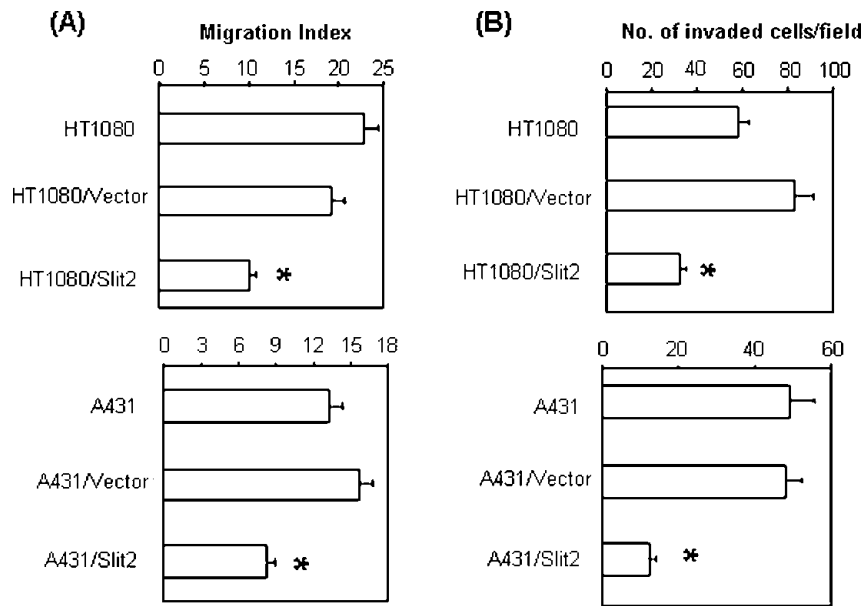 (A)
Migration Index
0 5 10 15 20 25
HT1080
HT1080/Vector
HT1080/Slit2
*
0 3 6 9 12 15 18
A431
A431/Vector
A431/Slit2
*
(B)
No. of invaded cells/field
0 20 40 60 80 100
HT1080
HT1080/Vector
HT1080/Slit2
*
0 20 40 60
A431
A431/Vector
A431/Slit2
*